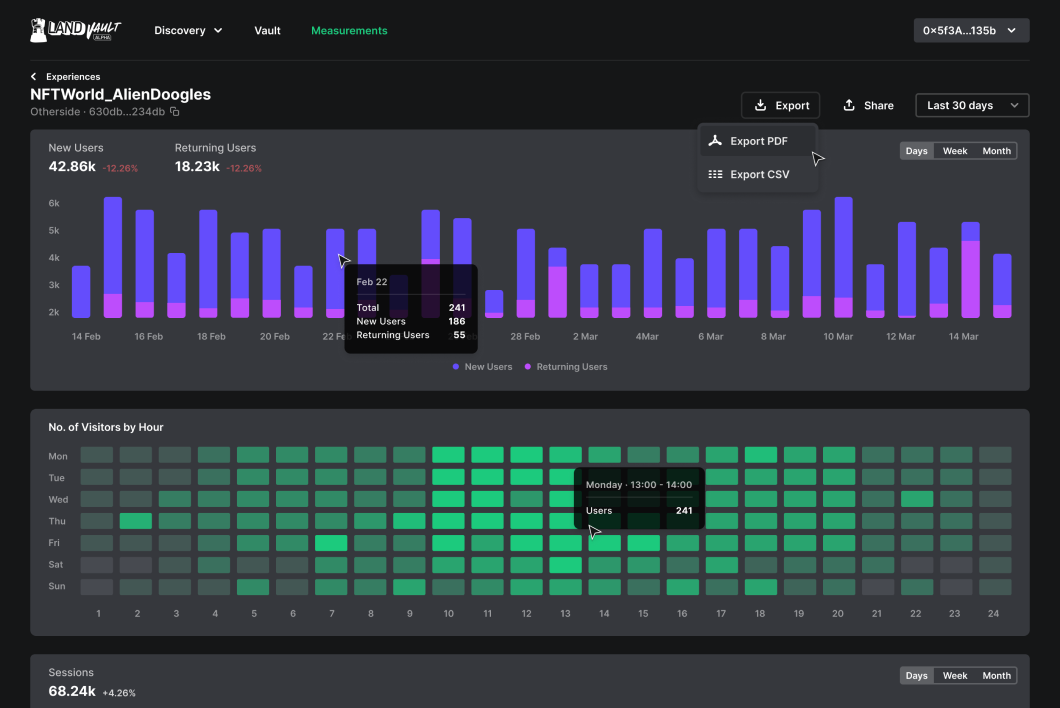 LANDVAULT
ALPHA
Discovery
Vault
Measurements
0×5f3A...135b
Experiences
NFTWorld_AlienDoogles
Otherside · 630db...234db
Export
Share
Last 30 days
Export PDF
Export CSV
New Users
42.86k -12.26%
Returning Users
18.23k -12.26%
Days Week Month
6k
5k
4k
3k
2k
14 Feb 16 Feb 18 Feb 20 Feb 22 Feb 28 Feb 2 Mar 4Mar 6 Mar 8 Mar 10 Mar 12 Mar 14 Mar
Feb 22
Total 241
New Users 186
Returning Users 55
New Users Returning Users
No. of Visitors by Hour
Mon
Tue
Wed
Thu
Fri
Sat
Sun
Monday · 13:00 - 14:00
Users 241
1 2 3 4 5 6 7 8 9 10 11 12 13 14 15 16 17 18 19 20 21 22 23 24
Sessions
68.24k +4.26%
Days Week Month